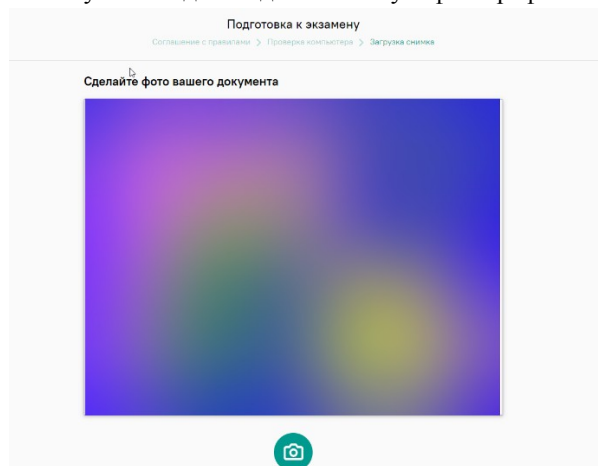 Подготовка к экзамену
Соглашение с правилами > Проверка компьютера > Загрузка снимка
Сделайте фото вашего документа